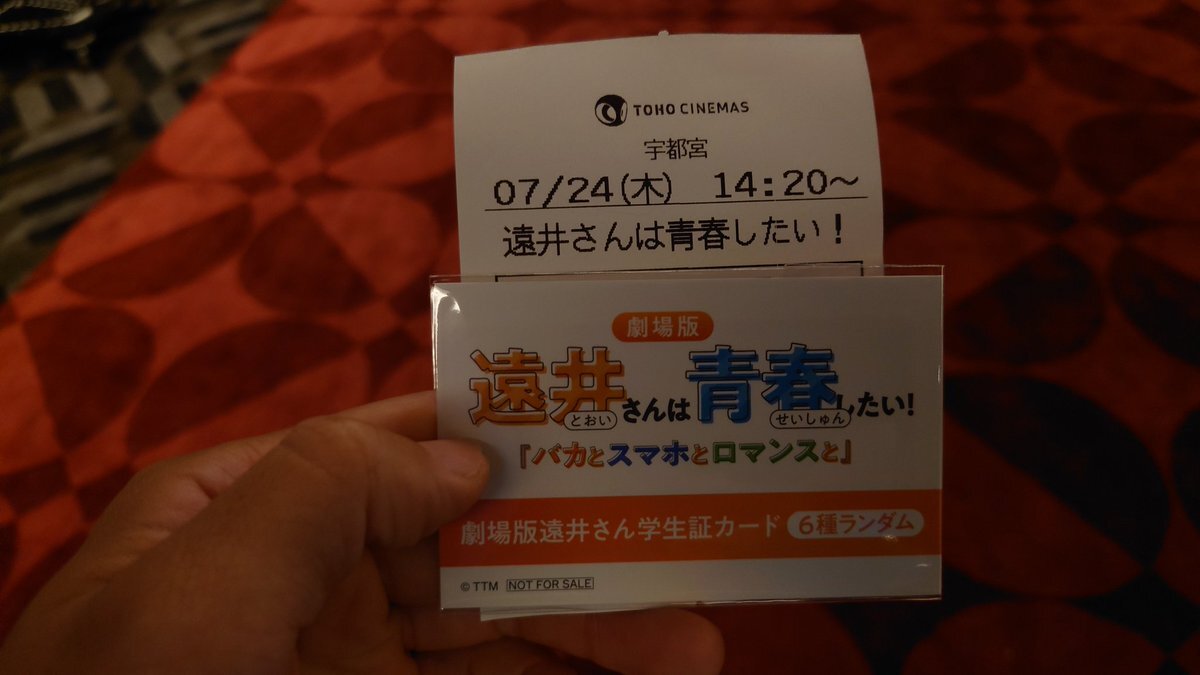 TOHO CINEMAS
宇都宮
07/24(木) 14:20～
遠井さんは青春したい!
劇場版
遠井さんは青春したい!
とおい せいしゅん
『バカとスマホとロマンスと』
劇場版遠井さん学生証カード 6種ランダム
© TTM NOT FOR SALE